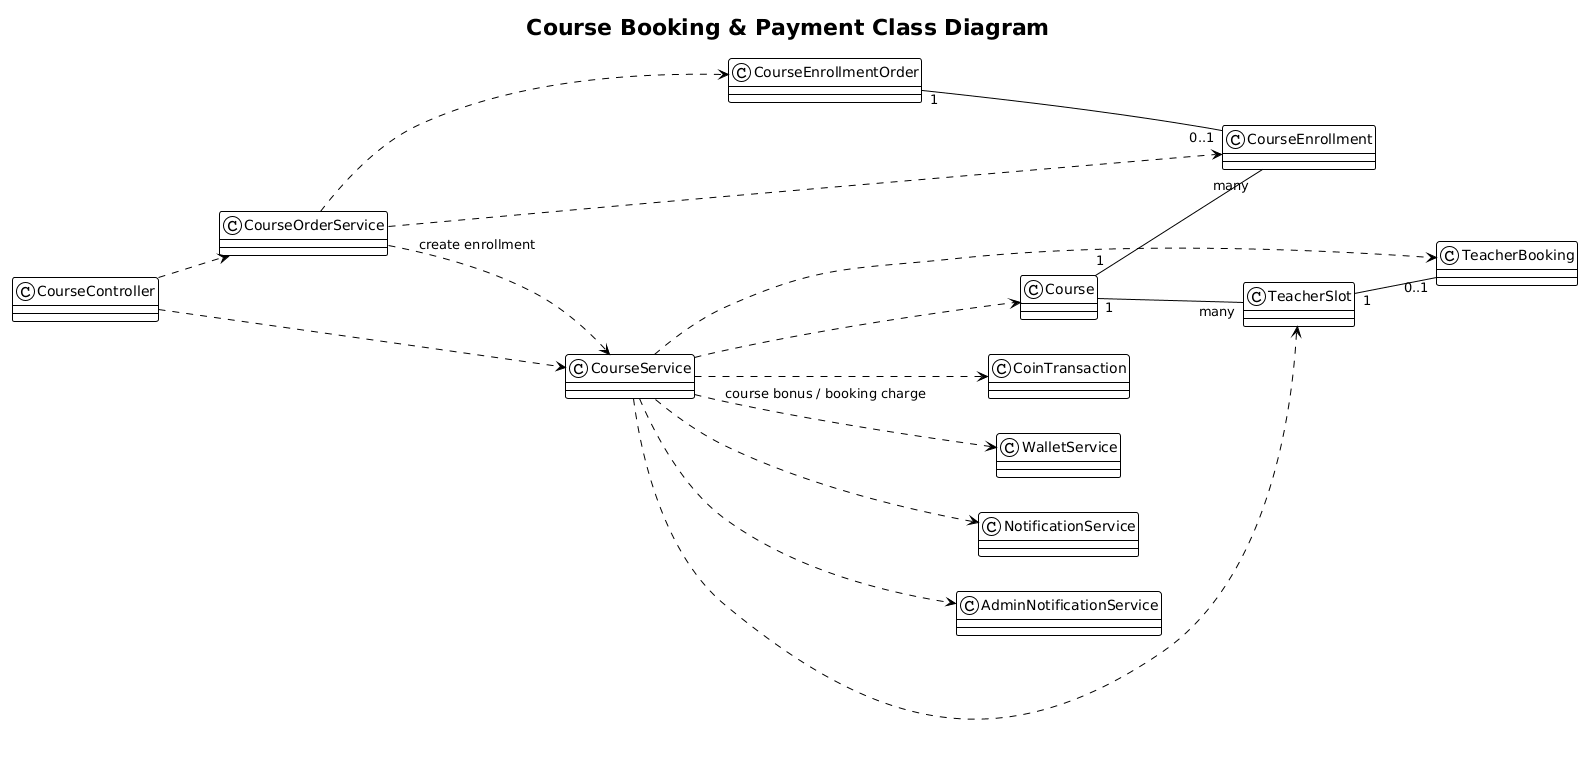 Course Booking & Payment Class Diagram
C CourseEnrollmentOrder
1
0..1
C CourseEnrollment
many
C CourseOrderService
create enrollment
C CourseController
1
C Course
1
many
C TeacherSlot
1
0..1
C TeacherBooking
C CourseService
C CoinTransaction
course bonus / booking charge
C WalletService
C NotificationService
C AdminNotificationService